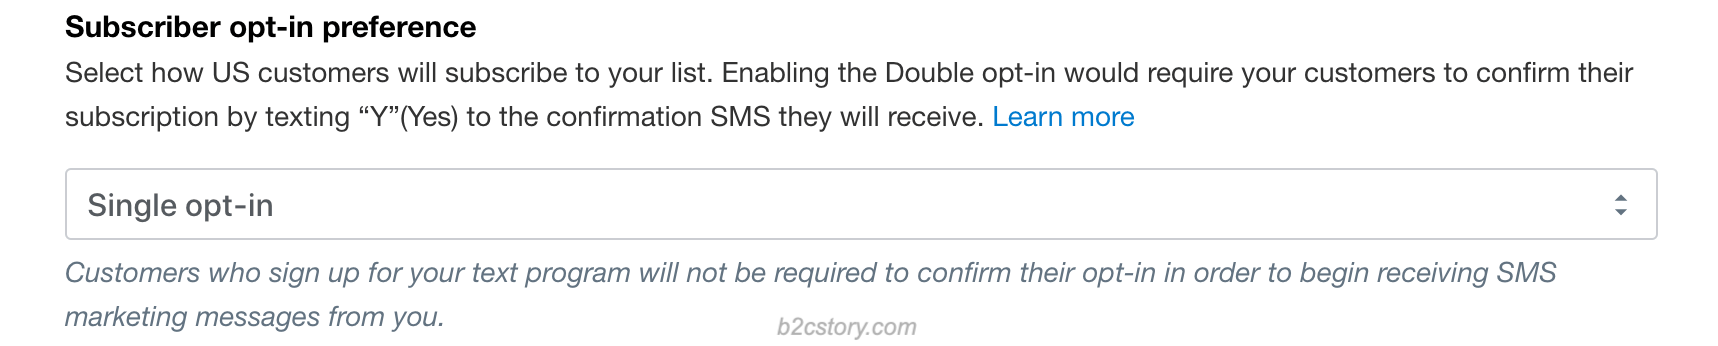 Subscriber opt-in preference
Select how US customers will subscribe to your list. Enabling the Double opt-in would require your customers to confirm their
subscription by texting “Y”(Yes) to the confirmation SMS they will receive. Learn more
Single opt-in
Customers who sign up for your text program will not be required to confirm their opt-in in order to begin receiving SMS
marketing messages from you.
b2cstory.com